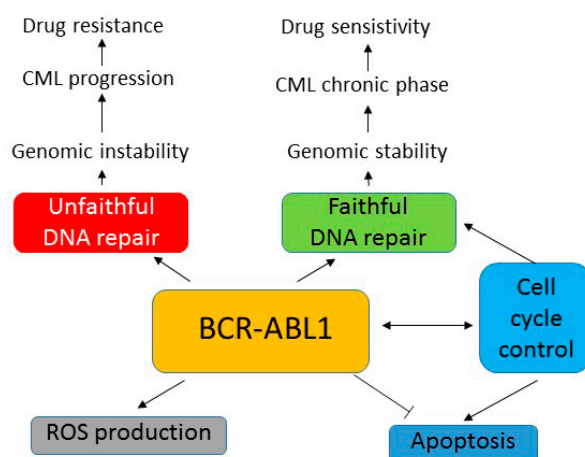 Drug resistance
Drug sensistivity
CML progression
CML chronic phase
Genomic instability
Genomic stability
Unfaithful
DNA repair
Faithful
DNA repair
BCR-ABL1
Cell
cycle
control
ROS production
Apoptosis